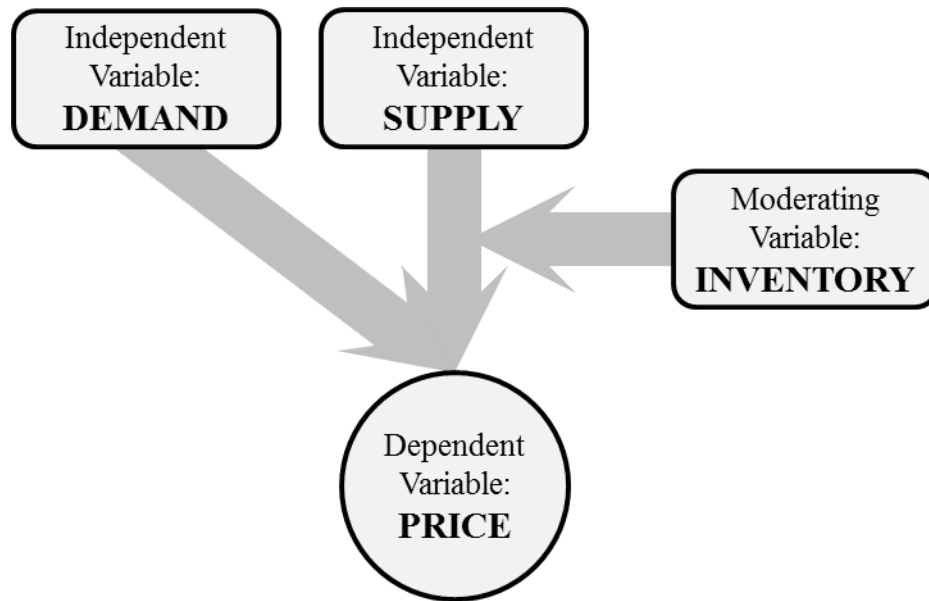 Independent
Variable:
DEMAND
Independent
Variable:
SUPPLY
Moderating
Variable:
INVENTORY
Dependent
Variable:
PRICE